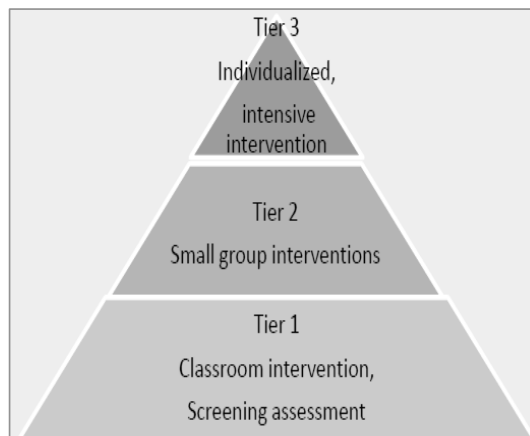 Tier 3
Individualized,
intensive
intervention
Tier 2
Small group interventions
Tier 1
Classroom intervention,
Screening assessment